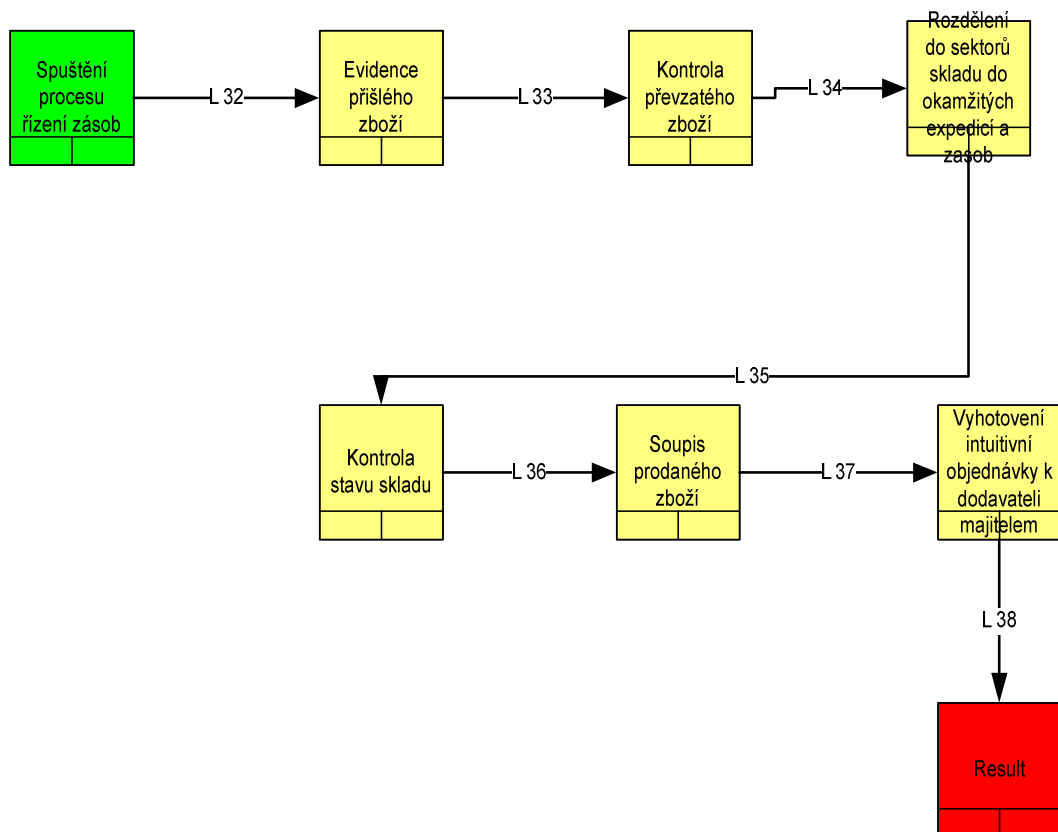 Spuštění
procesu
řízení zásob
L 32
Evidence
přišlého
zboží
L 33
Kontrola
převzatého
zboží
L 34
Rozdělení
do sektorů
skladu do
okamžitých
expedicí a
zasob
L 35
Kontrola
stavu skladu
L 36
Soupis
prodaného
zboží
L 37
Vyhotovení
intuitivní
objednávky k
dodavateli
majitelem
L 38
Result